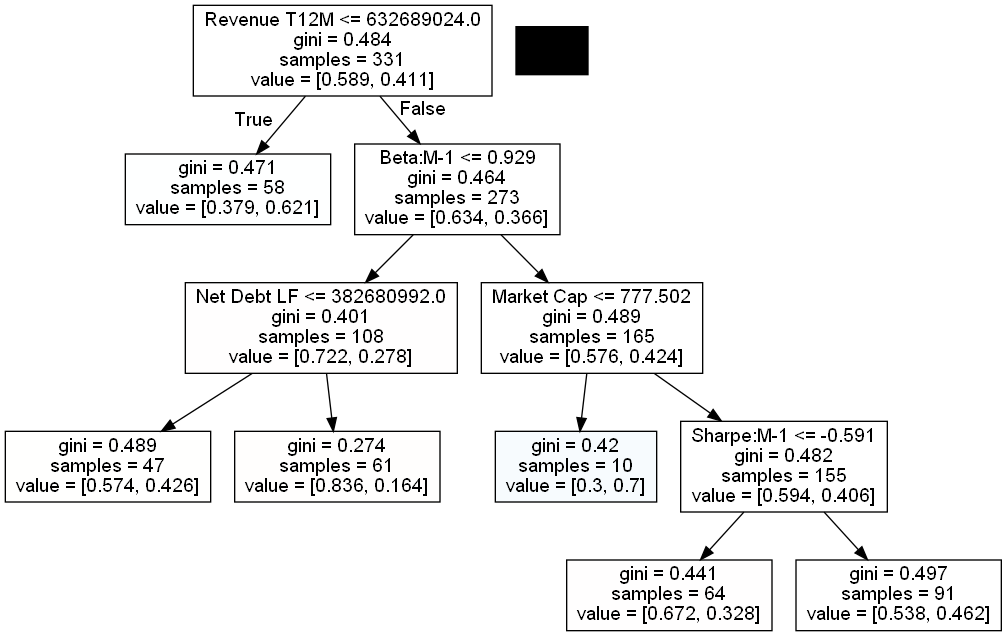 Revenue T12M <= 632689024.0
gini = 0.484
samples = 331
value = [0.589, 0.411]
True
False
gini = 0.471
samples = 58
value = [0.379, 0.621]
Beta:M-1 <= 0.929
gini = 0.464
samples = 273
value = [0.634, 0.366]
Net Debt LF <= 382680992.0
gini = 0.401
samples = 108
value = [0.722, 0.278]
Market Cap <= 777.502
gini = 0.489
samples = 165
value = [0.576, 0.424]
gini = 0.489
samples = 47
value = [0.574, 0.426]
gini = 0.274
samples = 61
value = [0.836, 0.164]
gini = 0.42
samples = 10
value = [0.3, 0.7]
Sharpe:M-1 <= -0.591
gini = 0.482
samples = 155
value = [0.594, 0.406]
gini = 0.441
samples = 64
value = [0.672, 0.328]
gini = 0.497
samples = 91
value = [0.538, 0.462]